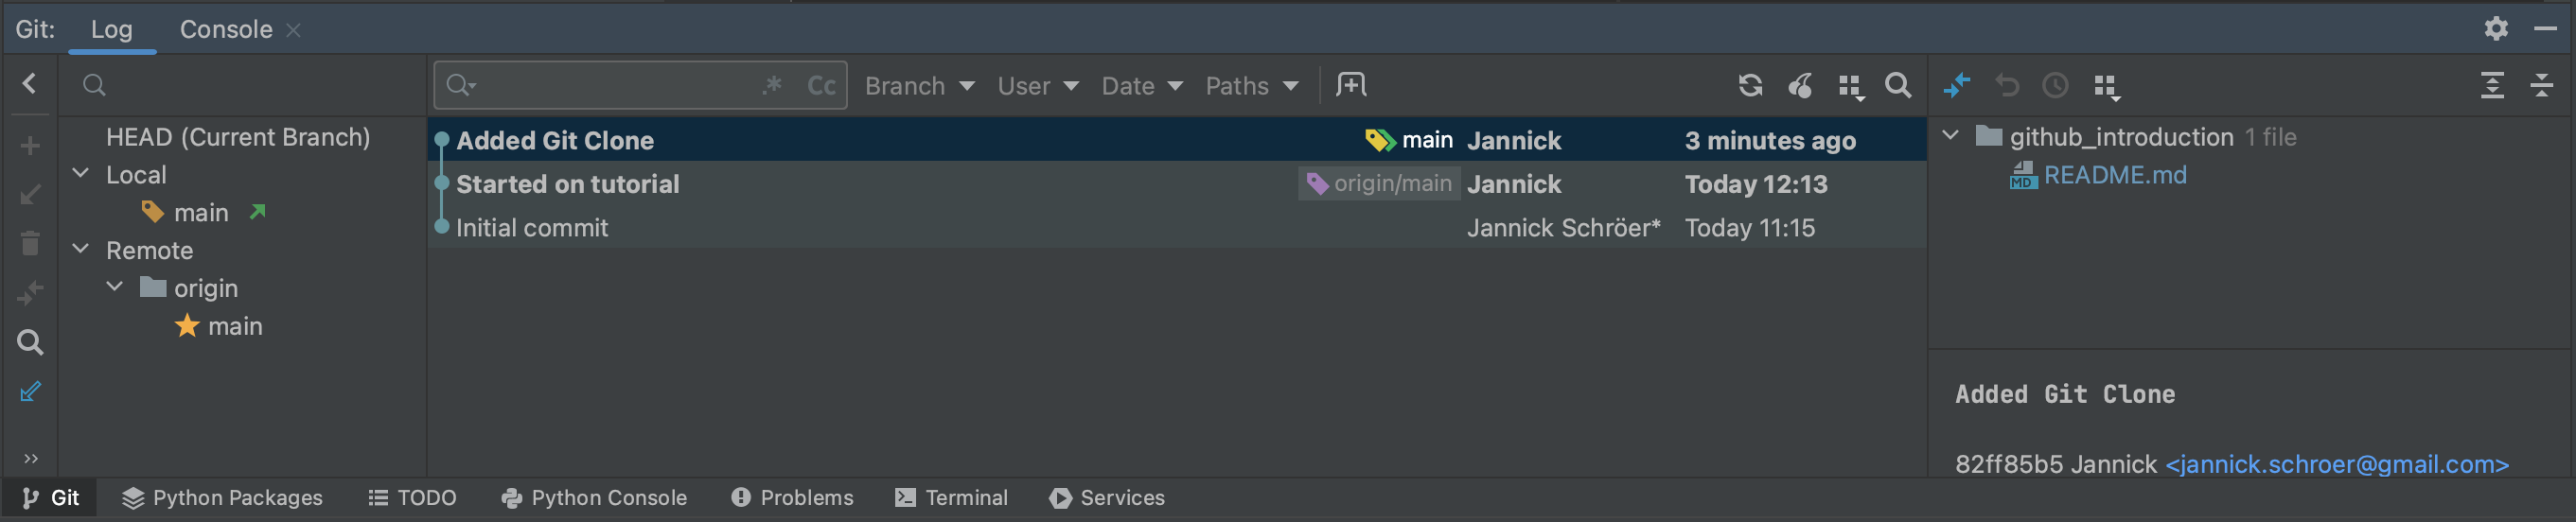 Git: Log Console
Cc Branch User Date Paths
HEAD (Current Branch)
Local
main
Remote
origin
main
Added Git Clone main Jannick 3 minutes ago
Started on tutorial origin/main Jannick Today 12:13
Initial commit Jannick Schröer* Today 11:15
github_introduction 1 file
MD README.md
Added Git Clone
82ff85b5 Jannick <jannick.schroer@gmail.com>
Git Python Packages TODO Python Console Problems Terminal Services